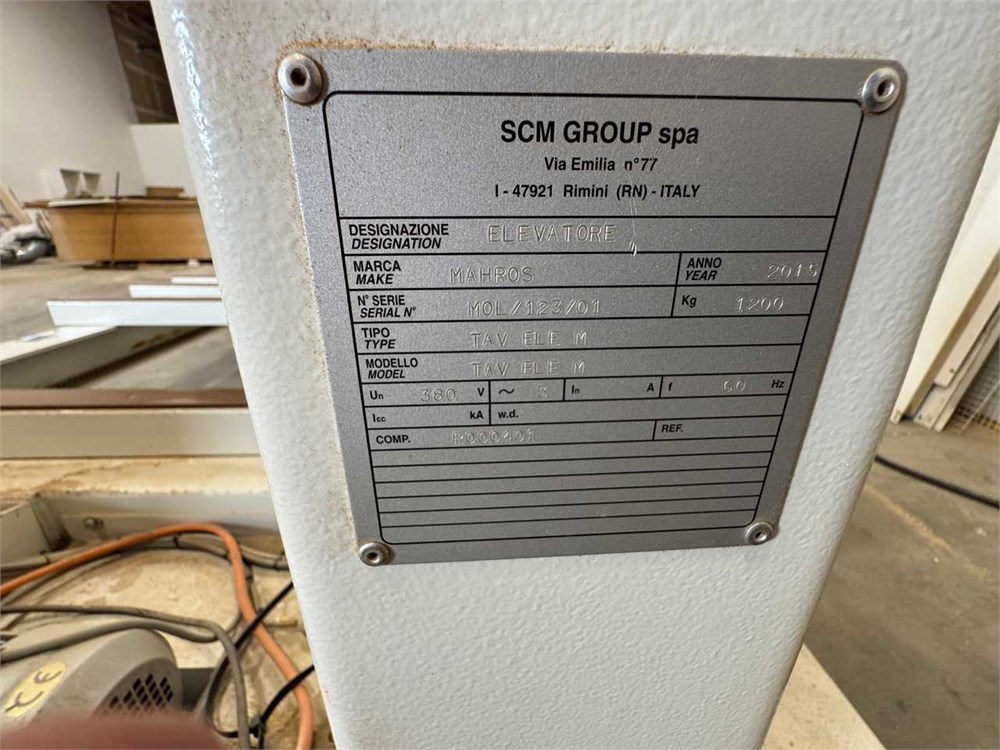 SCM GROUP spa
Via Emilia n°77
I - 47921 Rimini (RN) - ITALY
DESIGNAZIONE
DESIGNATION ELEVATORE
MARCA
MAKE MAHROS ANNO
YEAR 2015
N° SERIE
SERIAL N° MOL/123/01 Kg 1200
TIPO
TYPE TAV ELE M
MODELLO
MODEL TAV ELE M
Un 380 V ~ 3 In A f 60 Hz
Icc kA w.d.
COMP. R000401 REF.
CE